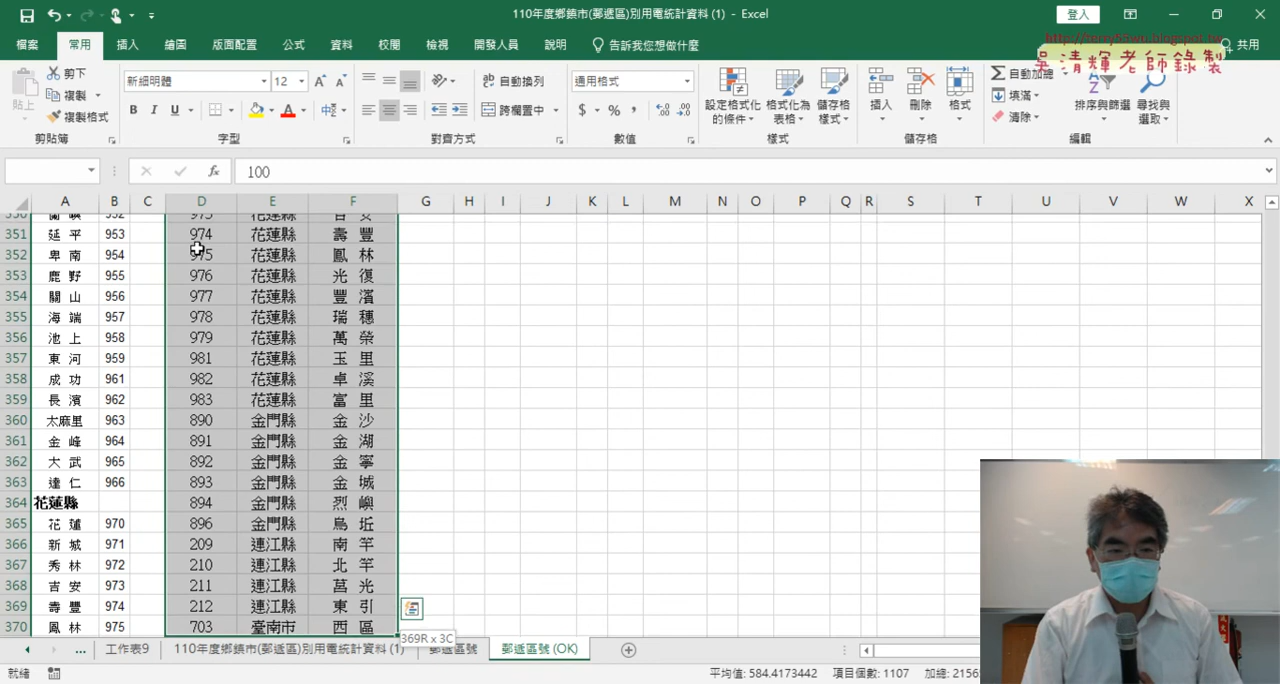 110年度鄉鎮市(郵遞區)別用電統計資料 (1) - Excel
登入
檔案 常用 插入 繪圖 版面配置 公式 資料 校閱 檢視 開發人員 說明 告訴我您想做什麼
http://terry55wu.blogspot.tw
共用
吳清輝老師錄製
貼上 剪下 複製 複製格式 剪貼簿
新細明體 12 B I U 字型
自動換列 跨欄置中 對齊方式
通用格式 $ % 數值
設定格式化的條件 格式化為表格 儲存格樣式 樣式
插入 刪除 格式 儲存格
自動加總 填滿 清除 排序與篩選 尋找與選取 編輯
fx 100
A B C D E F G H I J K L M N O P Q R S T U V W X
351 延 平 953 974 花蓮縣 壽 豐
352 卑 南 954 975 花蓮縣 鳳 林
353 鹿 野 955 976 花蓮縣 光 復
354 關 山 956 977 花蓮縣 豐 濱
355 海 端 957 978 花蓮縣 瑞 穗
356 池 上 958 979 花蓮縣 萬 榮
357 東 河 959 981 花蓮縣 玉 里
358 成 功 961 982 花蓮縣 卓 溪
359 長 濱 962 983 花蓮縣 富 里
360 太麻里 963 890 金門縣 金 沙
361 金 峰 964 891 金門縣 金 湖
362 大 武 965 892 金門縣 金 寧
363 達 仁 966 893 金門縣 金 城
364 花蓮縣 894 金門縣 烈 嶼
365 花 蓮 970 896 金門縣 烏 坵
366 新 城 971 209 連江縣 南 竿
367 秀 林 972 210 連江縣 北 竿
368 吉 安 973 211 連江縣 莒 光
369 壽 豐 974 212 連江縣 東 引
370 鳳 林 975 703 臺南市 西 區
369R x 3C
... 工作表9 110年度鄉鎮市(郵遞區)別用電統計資料 (1) 郵遞區號 郵遞區號 (OK)
就緒 平均值: 584.4173442 項目個數: 1107